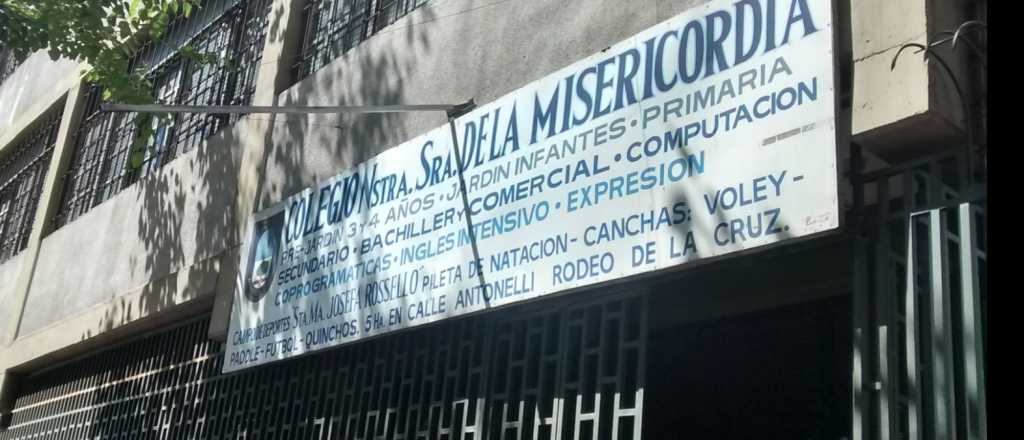 COLEGIO NSTRA. SRA. DE LA MISERICORDIA
PRE-JARDIN 3 Y 4 AÑOS · JARDIN INFANTES · PRIMARIA
SECUNDARIO · BACHILLER Y COMERCIAL · COMPUTACION
COPROGRAMATICAS · INGLES INTENSIVO · EXPRESION
CAMPO DE DEPORTES "STA. MA. JOSEFA ROSSELLO" PILETA DE NATACION - CANCHAS: VOLEY -
PADDLE - FUTBOL - QUINCHOS. 5 HA. EN CALLE ANTONELLI RODEO DE LA CRUZ.